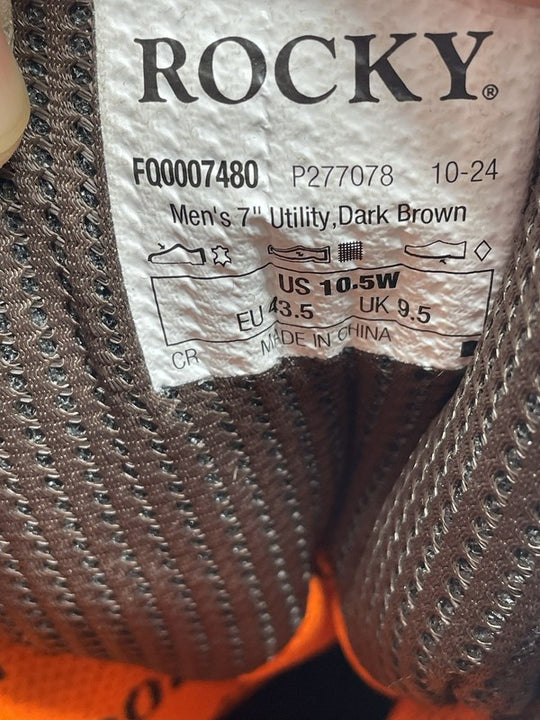 ROCKY®
FQ0007480 P277078 10-24
Men's 7" Utility,Dark Brown
US 10.5W
EU 43.5 UK 9.5
MADE IN CHINA
CR